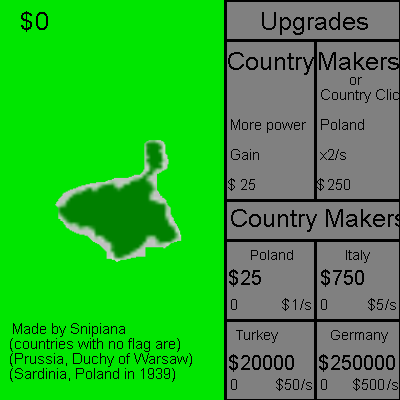 $0
Upgrades
Country Makers
or
Country Clic
More power Poland
Gain x2/s
$ 25 $ 250
Country Makers
Poland Italy
$25 $750
0 $1/s 0 $5/s
Turkey Germany
$20000 $250000
0 $50/s 0 $500/s
Made by Snipiana
(countries with no flag are)
(Prussia, Duchy of Warsaw)
(Sardinia, Poland in 1939)